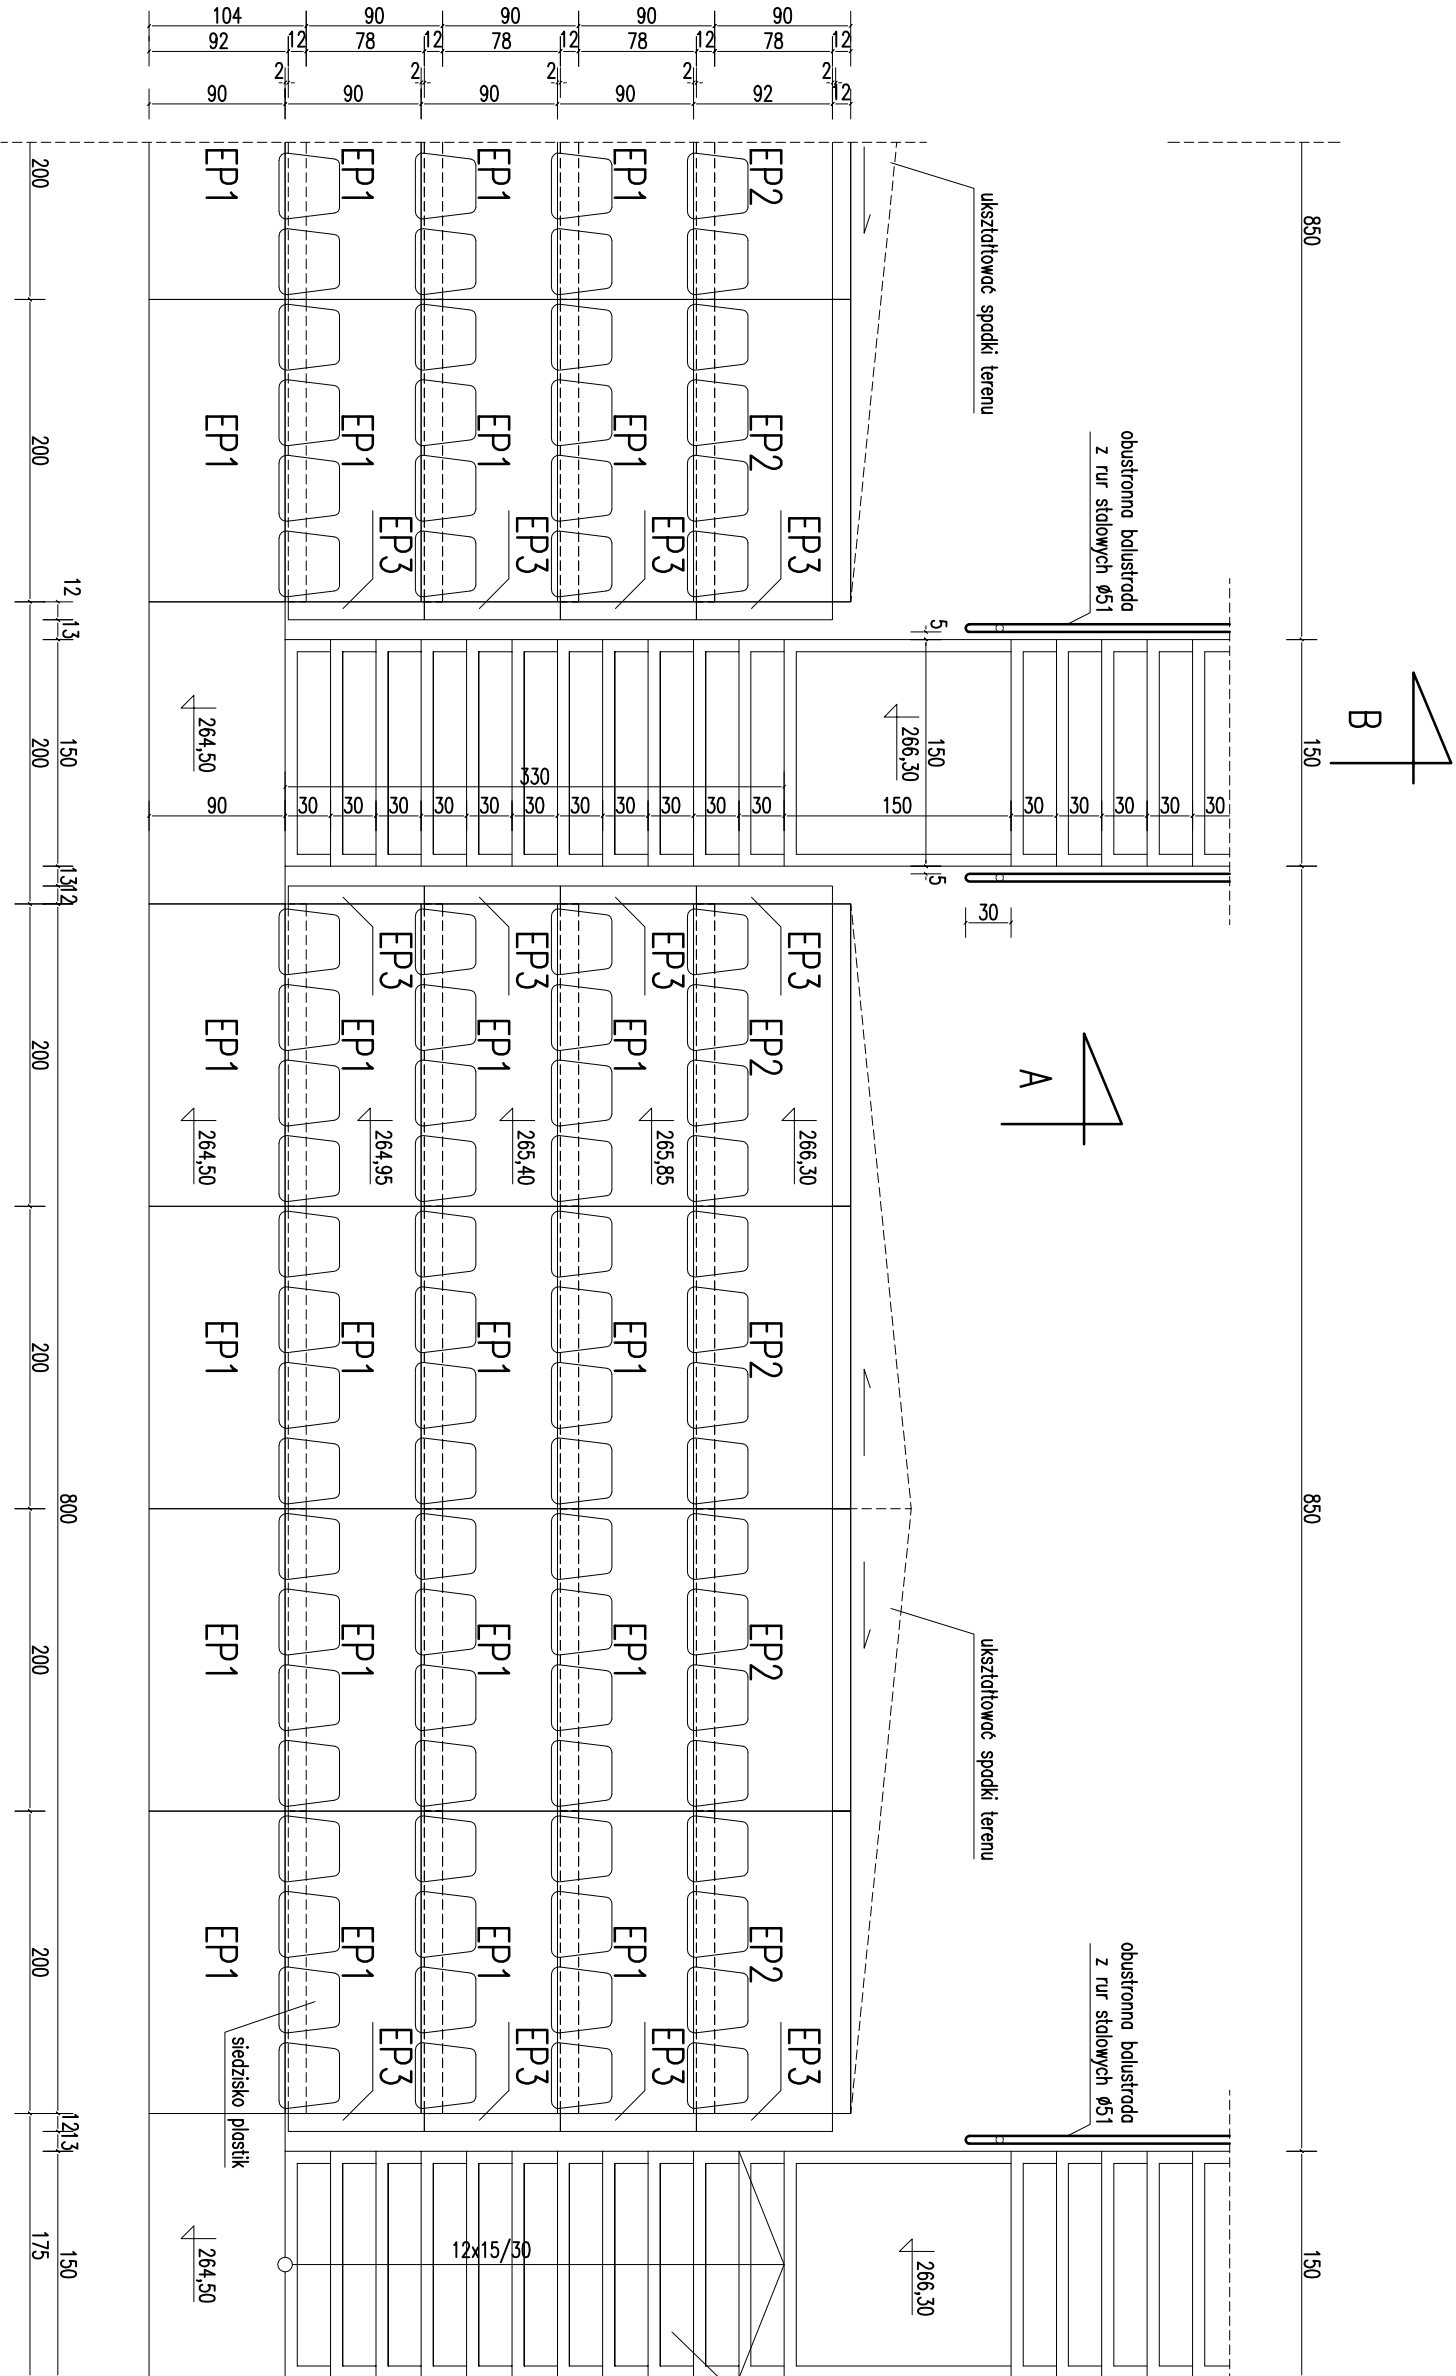 104
90
90
90
90
92
12
78
12
78
12
78
12
78
12
2
2
2
2
2
90
90
90
90
92
12
200
EP1
EP1
EP1
EP1
EP2
ukształtować spadki terenu
850
200
EP1
EP1
EP1
EP1
EP2
EP3
EP3
EP3
EP3
obustronna balustrada
z rur stalowych ø51
12
13
5
264,50
266,30
150
200
150
150
B
330
90
30
30
30
30
30
30
30
30
30
30
30
150
30
30
30
30
30
13
12
5
30
EP3
EP3
EP3
EP3
200
EP1
EP1
EP1
EP1
EP2
A
264,50
264,95
265,40
265,85
266,30
200
EP1
EP1
EP1
EP1
EP2
800
850
200
EP1
EP1
EP1
EP1
EP2
ukształtować spadki terenu
200
EP1
EP1
EP1
EP1
EP2
EP3
EP3
EP3
EP3
siedzisko plastik
obustronna balustrada
z rur stalowych ø51
12
13
175
150
264,50
12x15/30
266,30
150